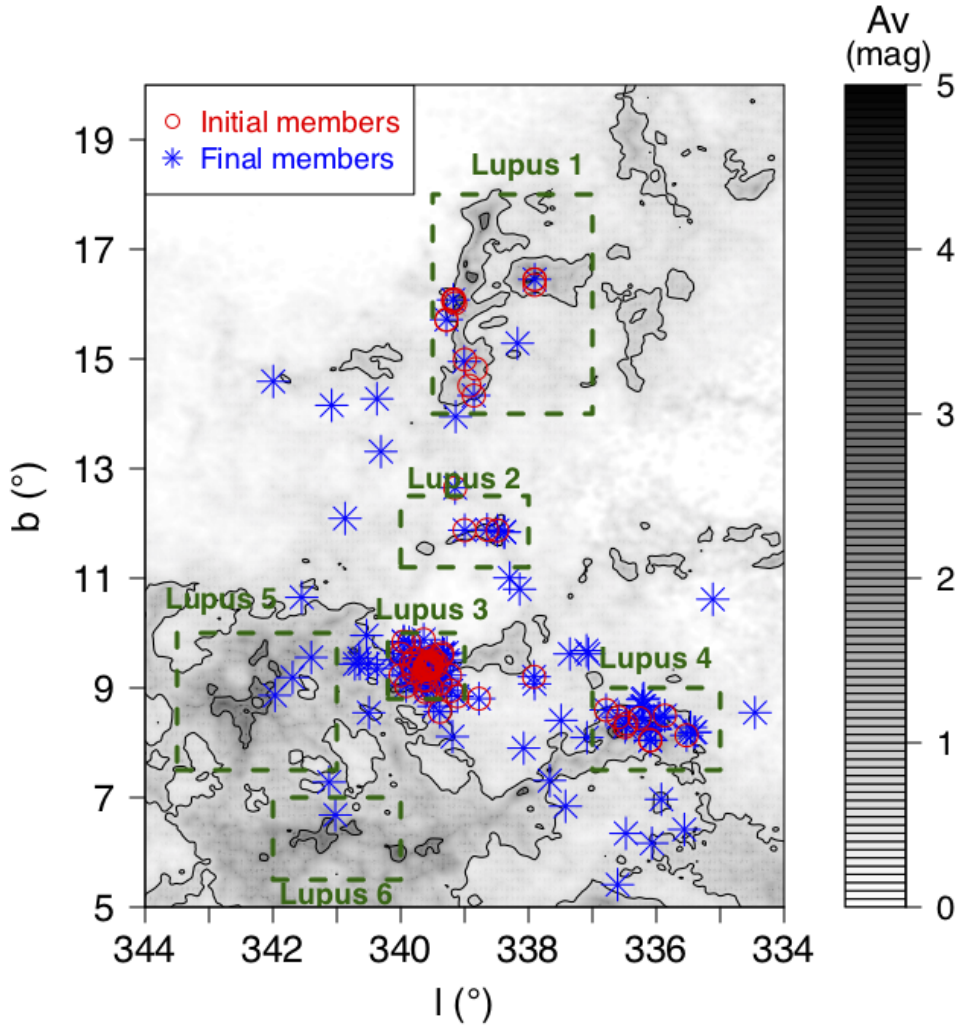 Av
(mag)
Initial members
Final members
Lupus 1
Lupus 2
Lupus 5
Lupus 3
Lupus 4
Lupus 6
19
17
15
13
11
9
7
5
b (°)
344
342
340
338
336
334
l (°)
5
4
3
2
1
0